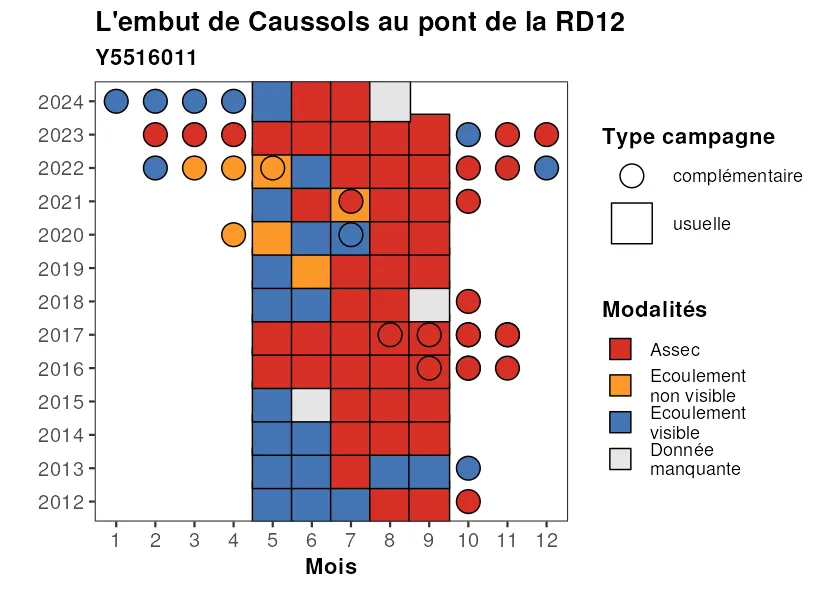 L'embut de Caussols au pont de la RD12
Y5516011
2024
2023
2022
2021
2020
2019
2018
2017
2016
2015
2014
2013
2012
1 2 3 4 5 6 7 8 9 10 11 12
Mois
Type campagne
complémentaire
usuelle
Modalités
Assec
Ecoulement
non visible
Ecoulement
visible
Donnée
manquante